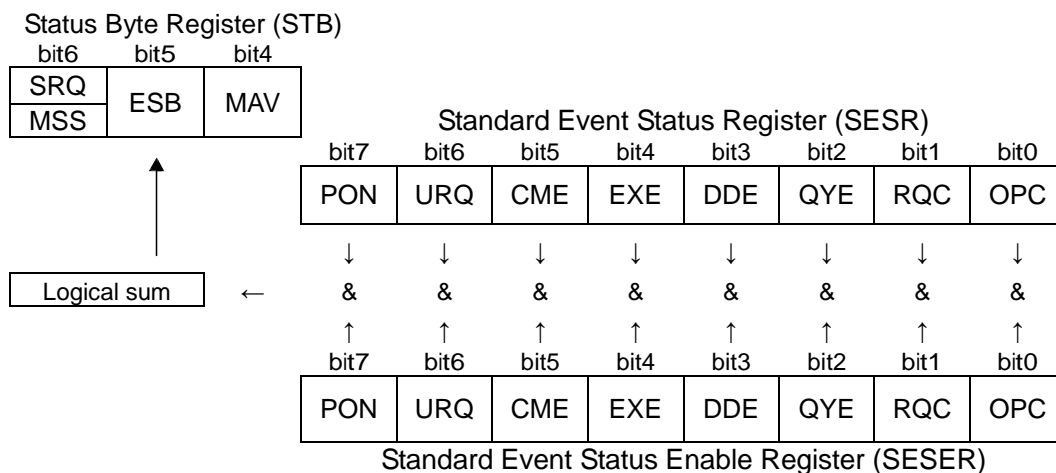 Status Byte Register (STB)
bit6 bit5 bit4
SRQ
MSS
ESB MAV
Standard Event Status Register (SESR)
bit7 bit6 bit5 bit4 bit3 bit2 bit1 bit0
PON URQ CME EXE DDE QYE RQC OPC
↓ ↓ ↓ ↓ ↓ ↓ ↓ ↓
Logical sum ← & & & & & & & &
↑ ↑ ↑ ↑ ↑ ↑ ↑ ↑
bit7 bit6 bit5 bit4 bit3 bit2 bit1 bit0
PON URQ CME EXE DDE QYE RQC OPC
Standard Event Status Enable Register (SESER)